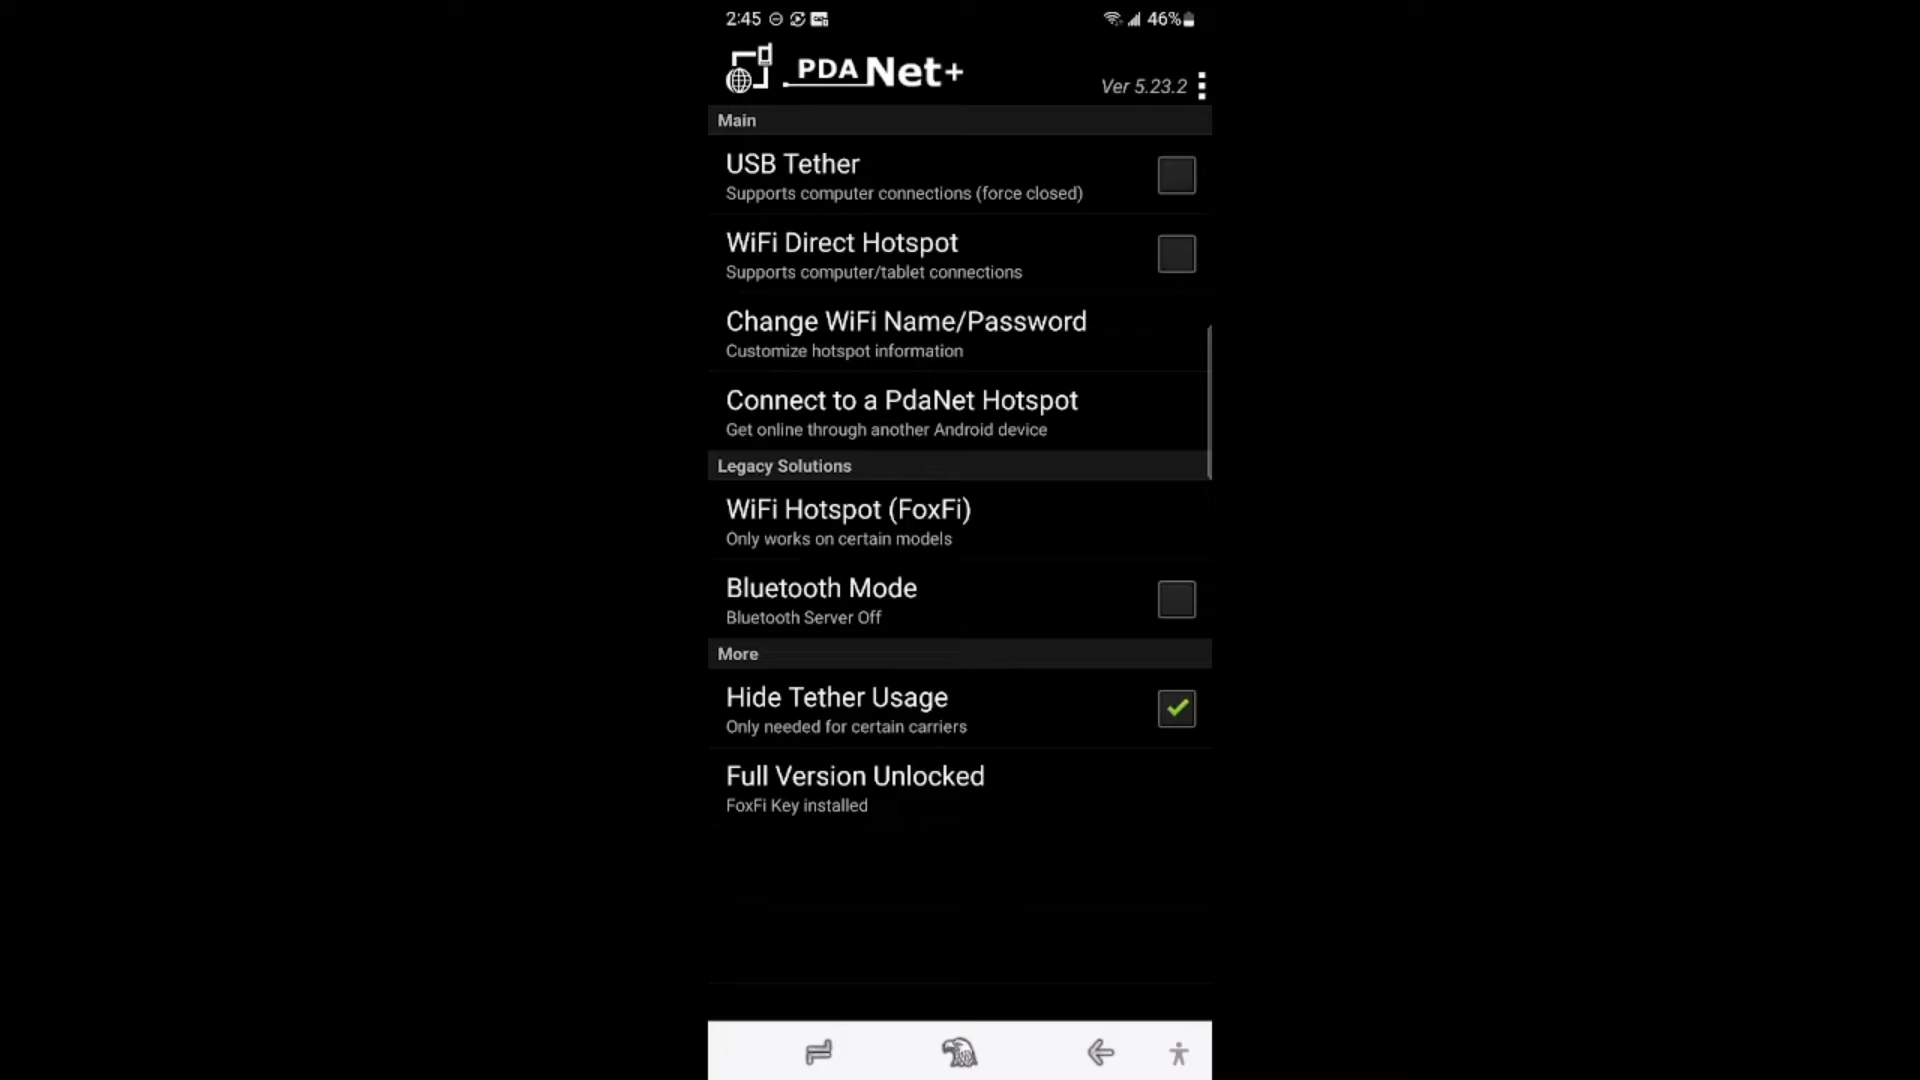 2:45
46%
PDA Net+
Ver 5.23.2
Main
USB Tether
Supports computer connections (force closed)
WiFi Direct Hotspot
Supports computer/tablet connections
Change WiFi Name/Password
Customize hotspot information
Connect to a PdaNet Hotspot
Get online through another Android device
Legacy Solutions
WiFi Hotspot (FoxFi)
Only works on certain models
Bluetooth Mode
Bluetooth Server Off
More
Hide Tether Usage
Only needed for certain carriers
Full Version Unlocked
FoxFi Key installed